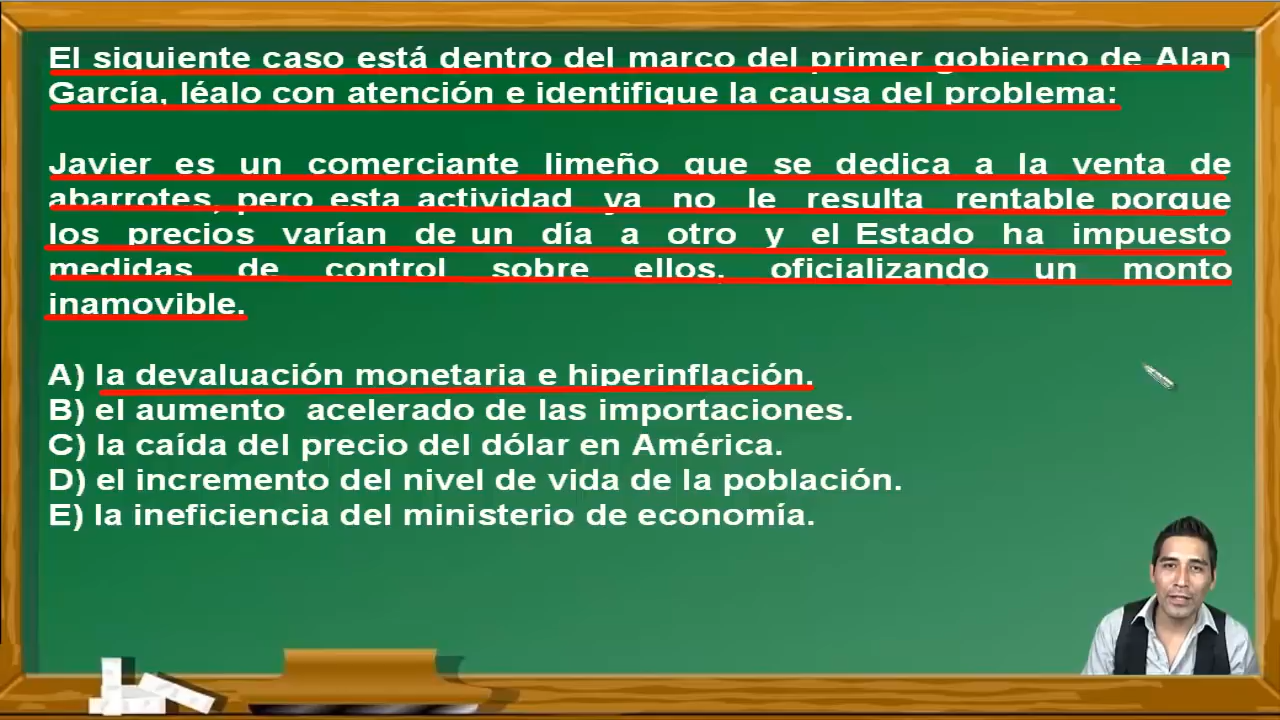 El siguiente caso está dentro del marco del primer gobierno de Alan
García, léalo con atención e identifique la causa del problema:
Javier es un comerciante limeño que se dedica a la venta de
abarrotes, pero esta actividad ya no le resulta rentable porque
los precios varían de un día a otro y el Estado ha impuesto
medidas de control sobre ellos, oficializando un monto
inamovible.
A) la devaluación monetaria e hiperinflación.
B) el aumento acelerado de las importaciones.
C) la caída del precio del dólar en América.
D) el incremento del nivel de vida de la población.
E) la ineficiencia del ministerio de economía.